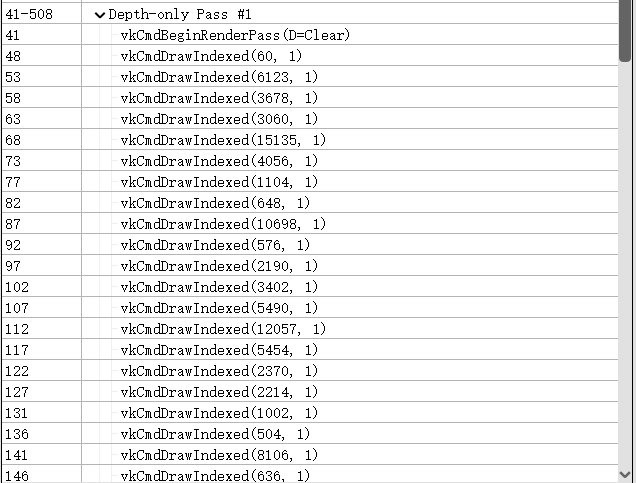 41-508 Depth-only Pass #1
41 vkCmdBeginRenderPass(D=Clear)
48 vkCmdDrawIndexed(60, 1)
53 vkCmdDrawIndexed(6123, 1)
58 vkCmdDrawIndexed(3678, 1)
63 vkCmdDrawIndexed(3060, 1)
68 vkCmdDrawIndexed(15135, 1)
73 vkCmdDrawIndexed(4056, 1)
77 vkCmdDrawIndexed(1104, 1)
82 vkCmdDrawIndexed(648, 1)
87 vkCmdDrawIndexed(10698, 1)
92 vkCmdDrawIndexed(576, 1)
97 vkCmdDrawIndexed(2190, 1)
102 vkCmdDrawIndexed(3402, 1)
107 vkCmdDrawIndexed(5490, 1)
112 vkCmdDrawIndexed(12057, 1)
117 vkCmdDrawIndexed(5454, 1)
122 vkCmdDrawIndexed(2370, 1)
127 vkCmdDrawIndexed(2214, 1)
131 vkCmdDrawIndexed(1002, 1)
136 vkCmdDrawIndexed(504, 1)
141 vkCmdDrawIndexed(8106, 1)
146 vkCmdDrawIndexed(636, 1)